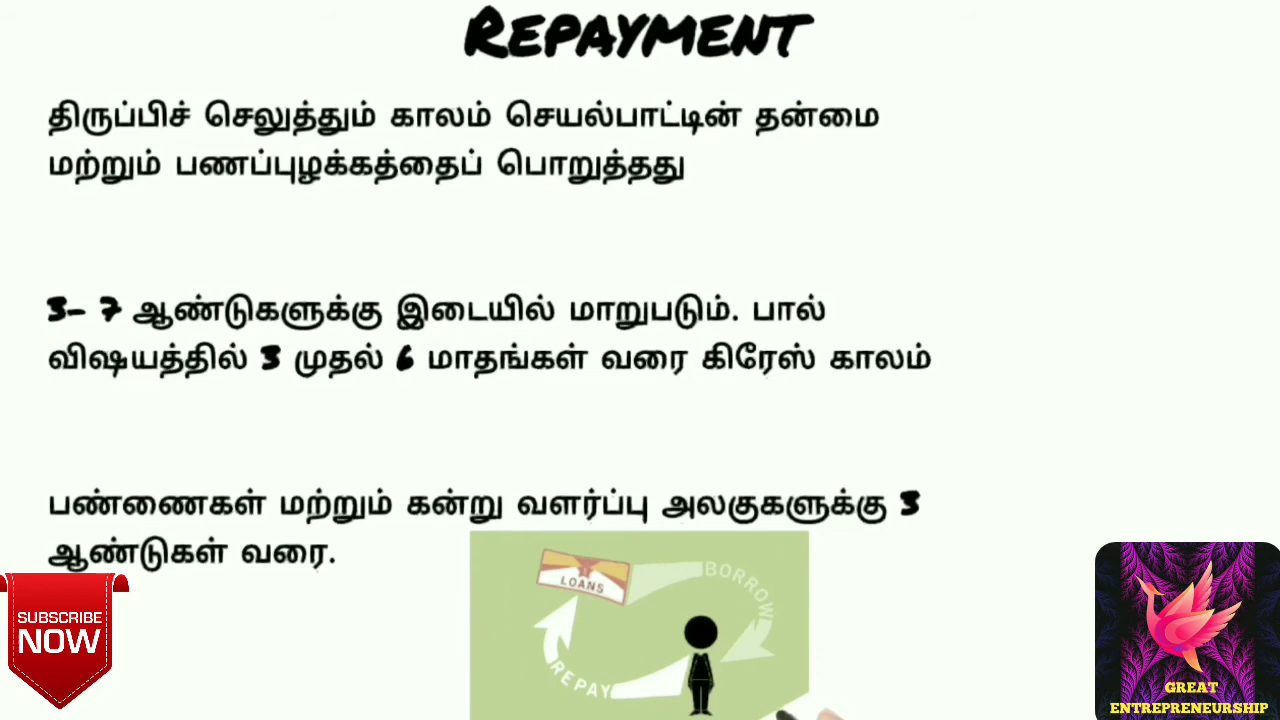 REPAYMENT
திருப்பிச் செலுத்தும் காலம் செயல்பாட்டின் தன்மை
மற்றும் பணப்புழக்கத்தைப் பொறுத்தது
3- 7 ஆண்டுகளுக்கு இடையில் மாறுபடும். பால்
விஷயத்தில் 3 முதல் 6 மாதங்கள் வரை கிரேஸ் காலம்
பண்ணைகள் மற்றும் கன்று வளர்ப்பு அலகுகளுக்கு 3
ஆண்டுகள் வரை.
LOANS
BORROW
REPAY
SUBSCRIBE
NOW
GREAT
ENTREPRENEURSHIP